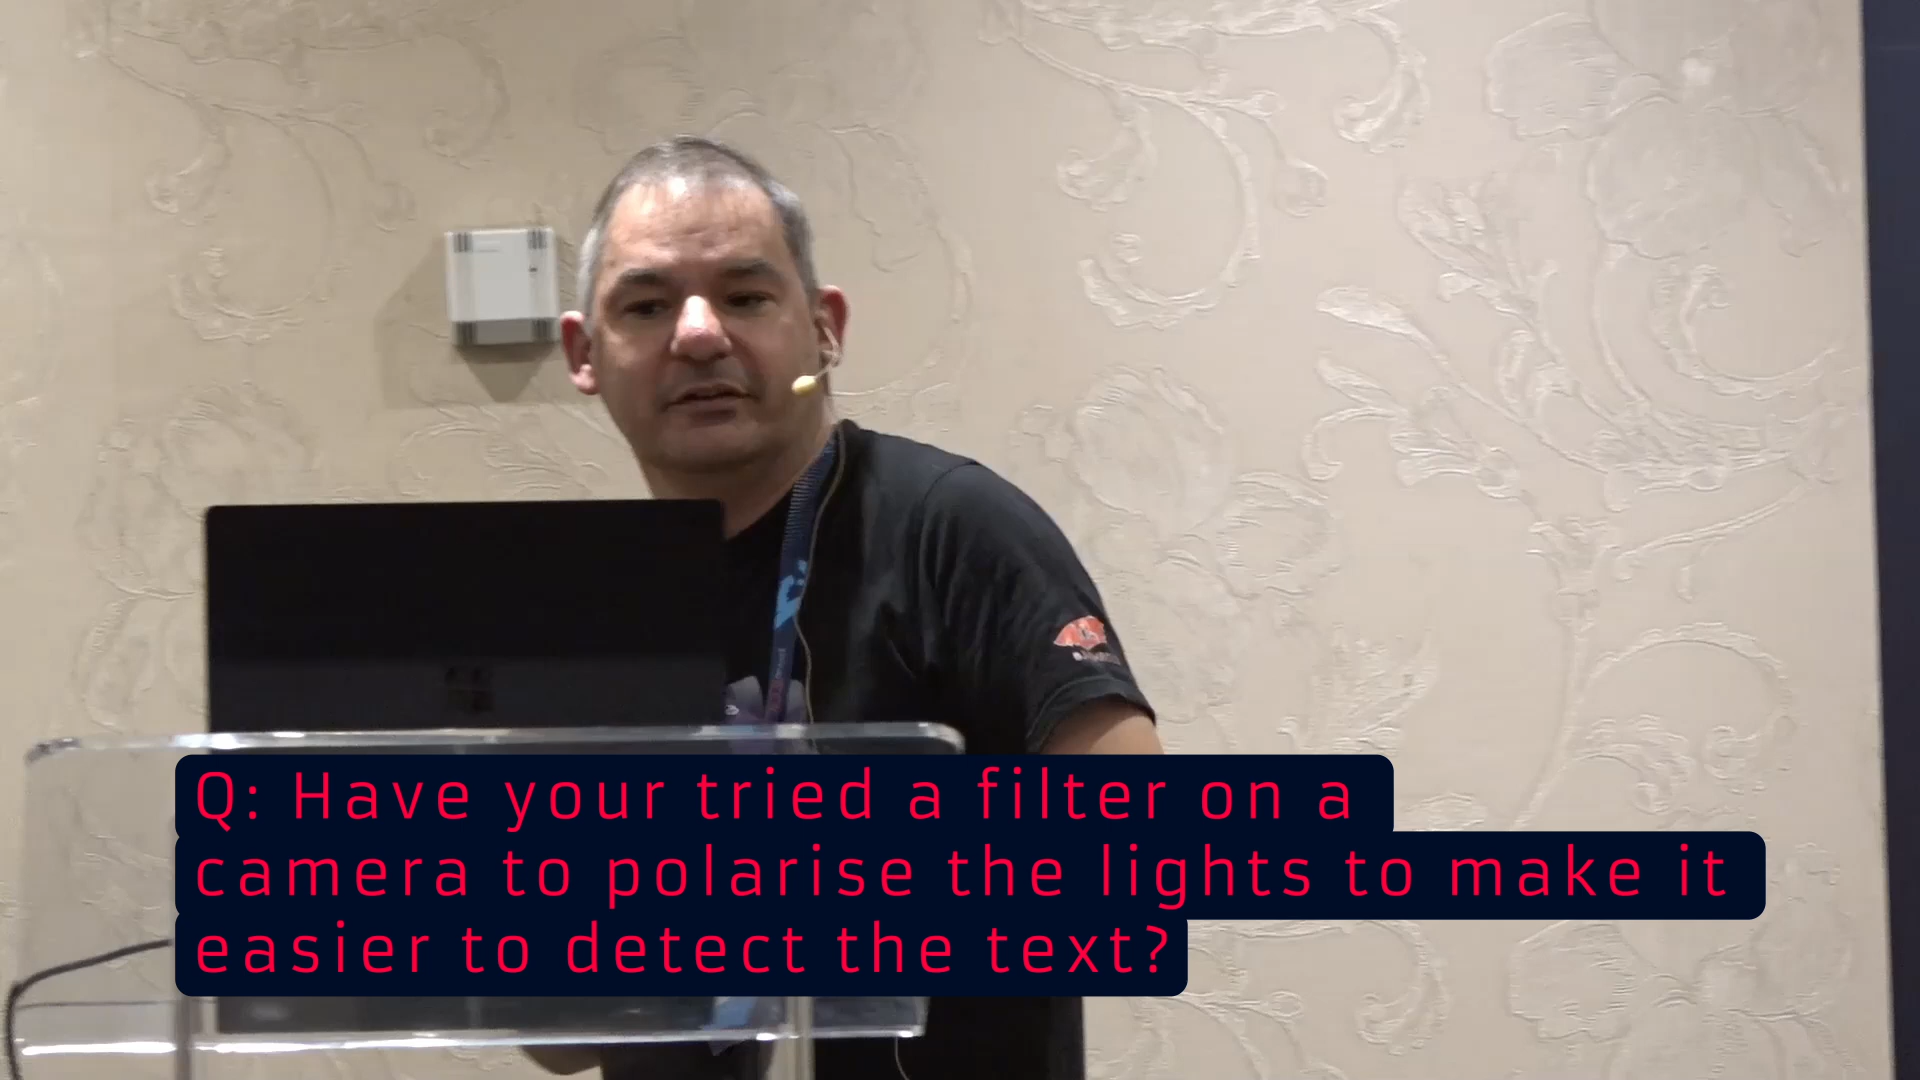 Q: Have your tried a filter on a
camera to polarise the lights to make it
easier to detect the text?